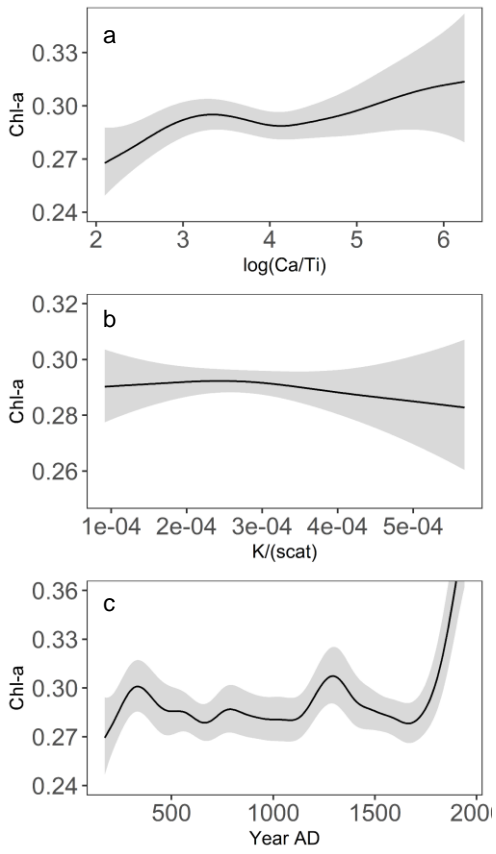 a
0.33
0.30
0.27
0.24
Chl-a
2 3 4 5 6
log(Ca/Ti)
b
0.32
0.30
0.28
0.26
Chl-a
1e-04 2e-04 3e-04 4e-04 5e-04
K/(scat)
c
0.36
0.33
0.30
0.27
0.24
Chl-a
500 1000 1500 2000
Year AD